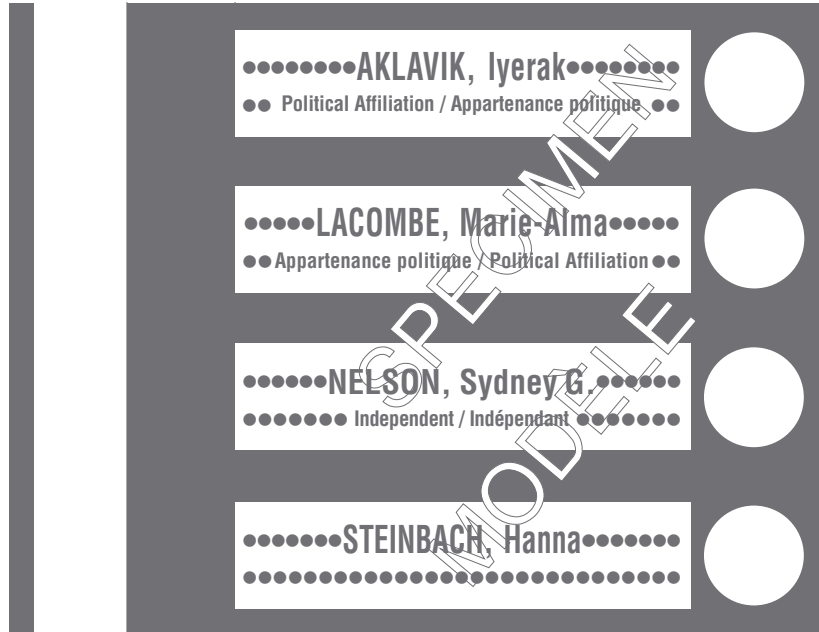 AKLAVIK, Iyerak
Political Affiliation / Appartenance politique
LACOMBE, Marie-Alma
Appartenance politique / Political Affiliation
NELSON, Sydney G.
Independent / Indépendant
STEINBACH, Hanna
SPECIMEN
MODÈLE